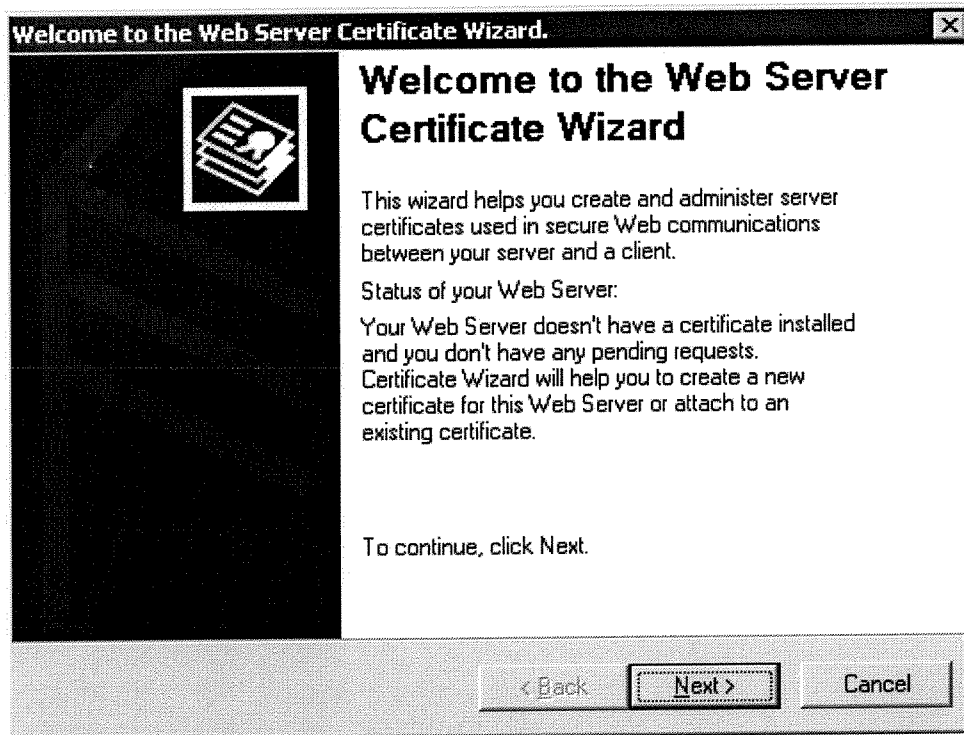 Welcome to the Web Server Certificate Wizard.
Welcome to the Web Server
Certificate Wizard
This wizard helps you create and administer server
certificates used in secure Web communications
between your server and a client.
Status of your Web Server:
Your Web Server doesn't have a certificate installed
and you don't have any pending requests.
Certificate Wizard will help you to create a new
certificate for this Web Server or attach to an
existing certificate.
To continue, click Next.
< Back Next > Cancel